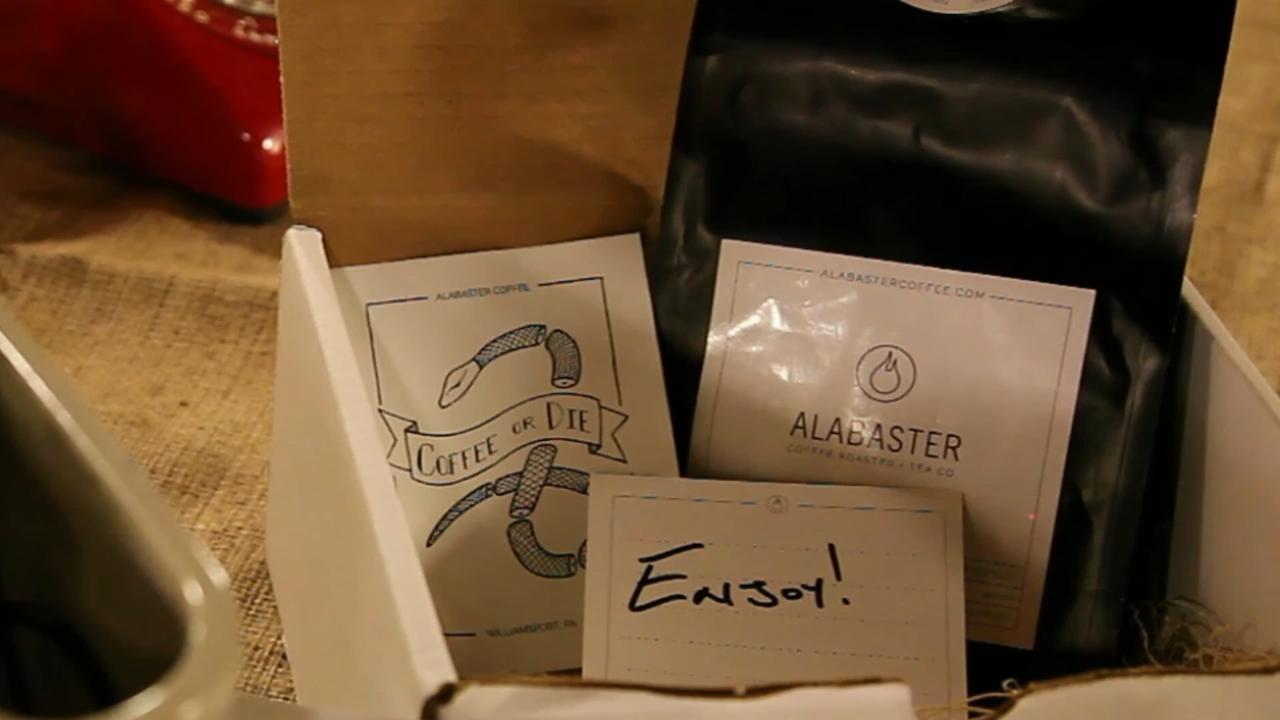 ALABASTER COFFEE
COFFEE OR DIE
WILLIAMSPORT, PA
ALABASTERCOFFEE.COM
ALABASTER
COFFEE ROASTER + TEA CO
Enjoy!